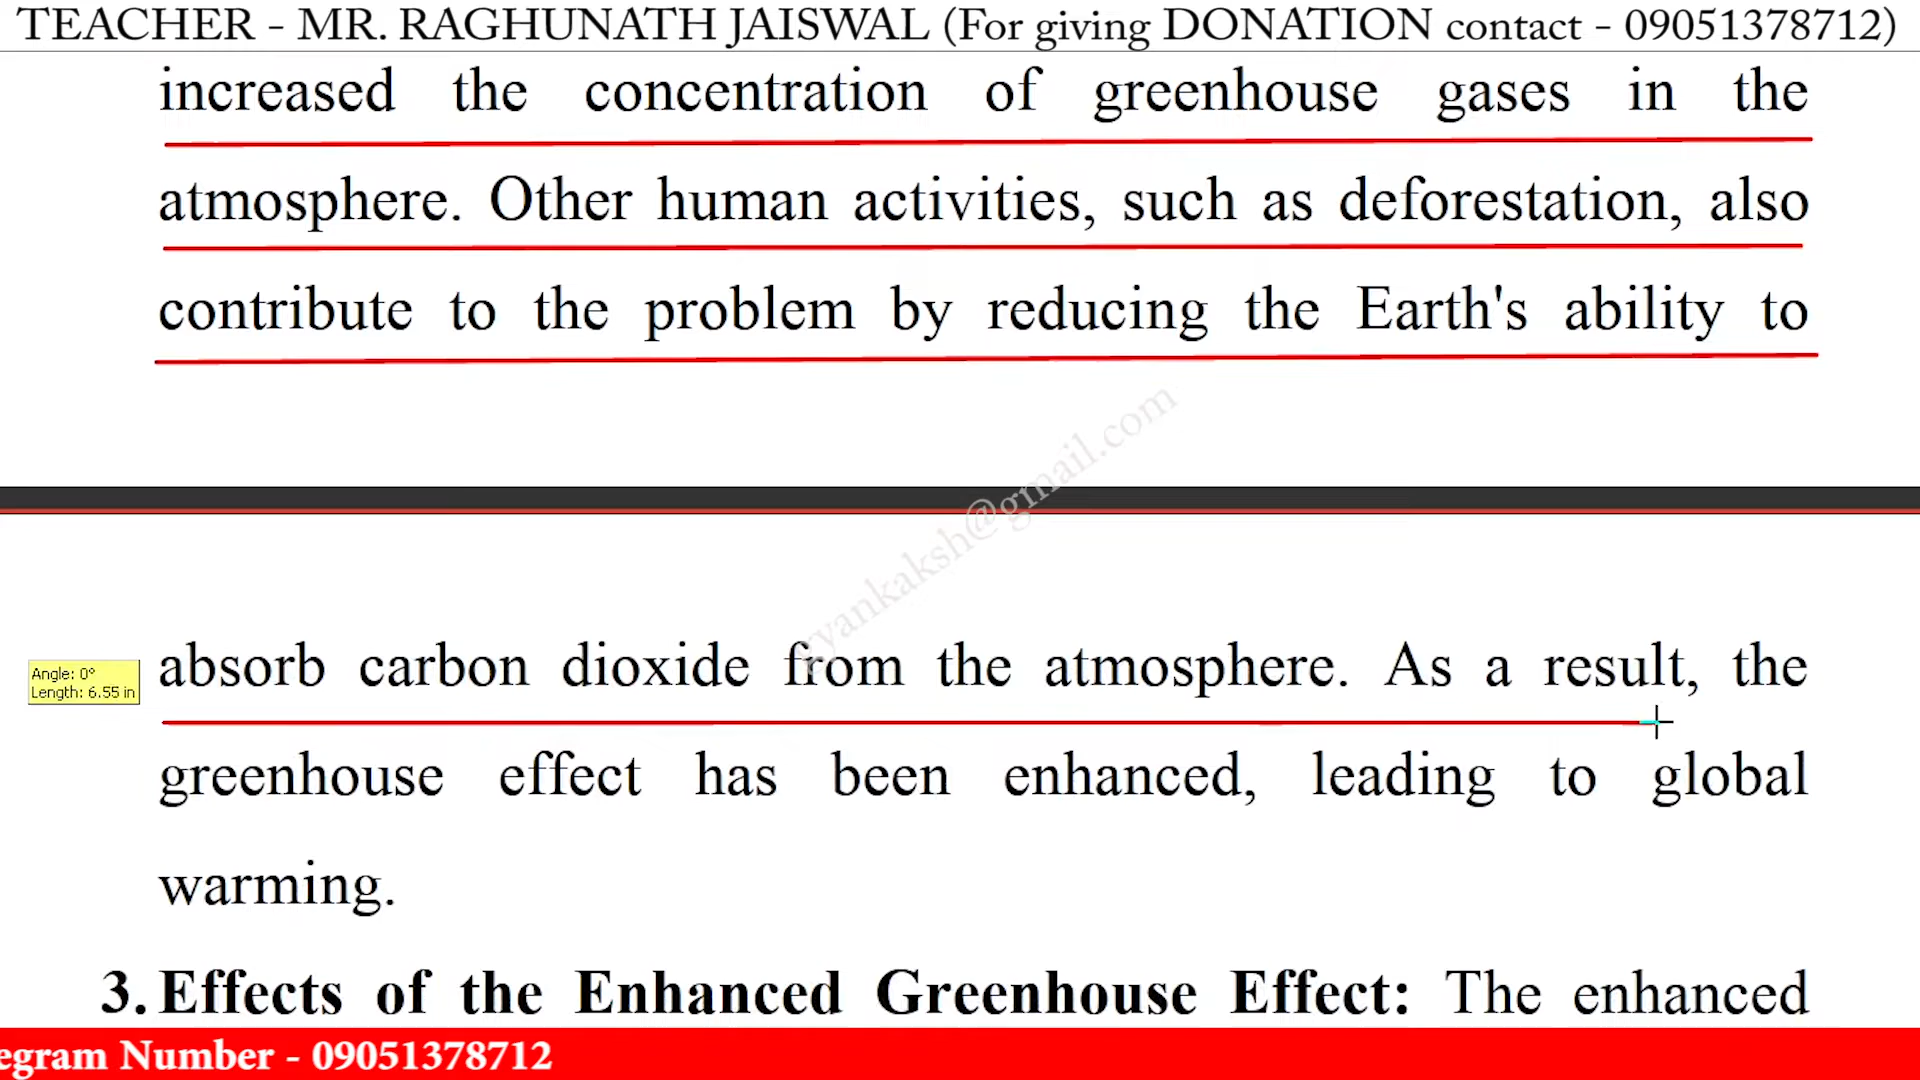 TEACHER - MR. RAGHUNATH JAISWAL (For giving DONATION contact - 09051378712)
increased the concentration of greenhouse gases in the
atmosphere. Other human activities, such as deforestation, also
contribute to the problem by reducing the Earth's ability to
absorb carbon dioxide from the atmosphere. As a result, the
Angle: 0°
Length: 6.55 in
greenhouse effect has been enhanced, leading to global
warming.
3. Effects of the Enhanced Greenhouse Effect: The enhanced
egram Number - 09051378712